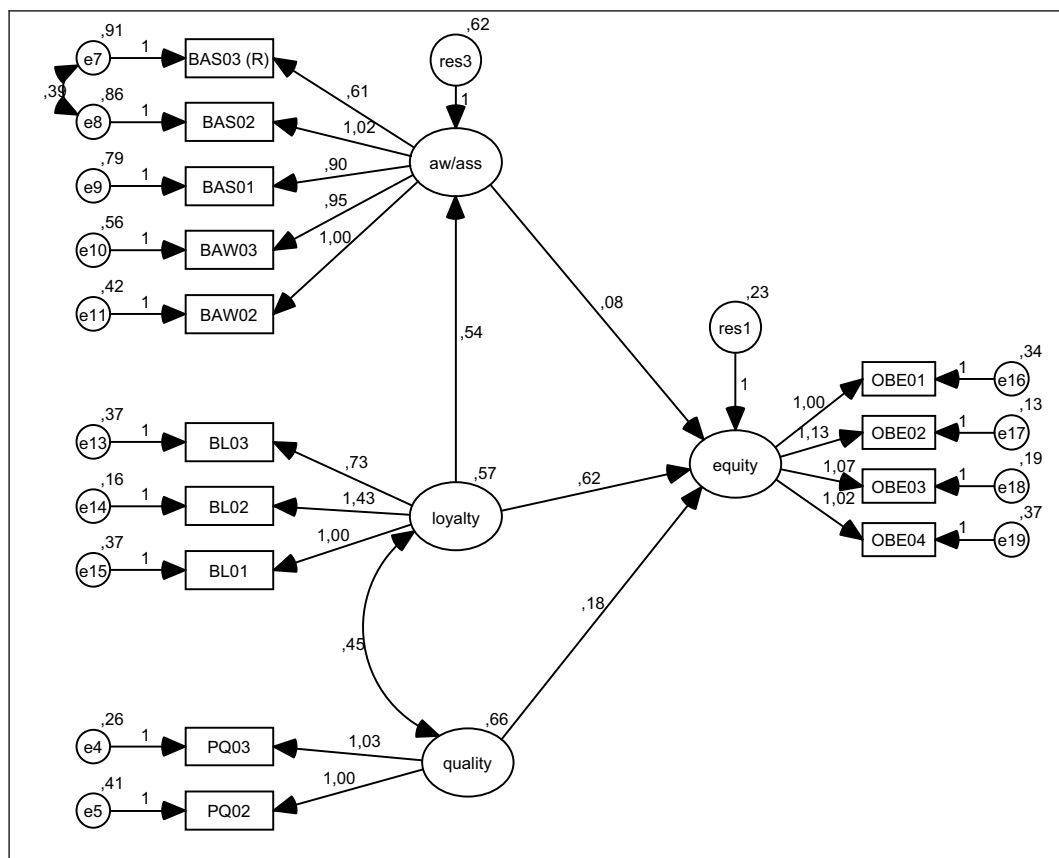 ,62
,91
e7
1
BAS03 (R)
res3
,39
,61
1
,86
e8
1
BAS02
1,02
aw/ass
,79
e9
1
BAS01
,90
,56
e10
1
BAW03
,95
,42
e11
1
BAW02
1,00
,08
,23
res1
,54
1
,34
OBE01
1
e16
1,00
,13
OBE02
1
e17
1,13
,37
e13
1
BL03
,73
,57
,62
equity
1,07
OBE03
1
,19
e18
,16
e14
1
BL02
1,43
loyalty
1,02
OBE04
1
,37
e19
,37
e15
1
BL01
1,00
,18
,45
,26
e4
1
PQ03
1,03
,66
quality
,41
e5
1
PQ02
1,00